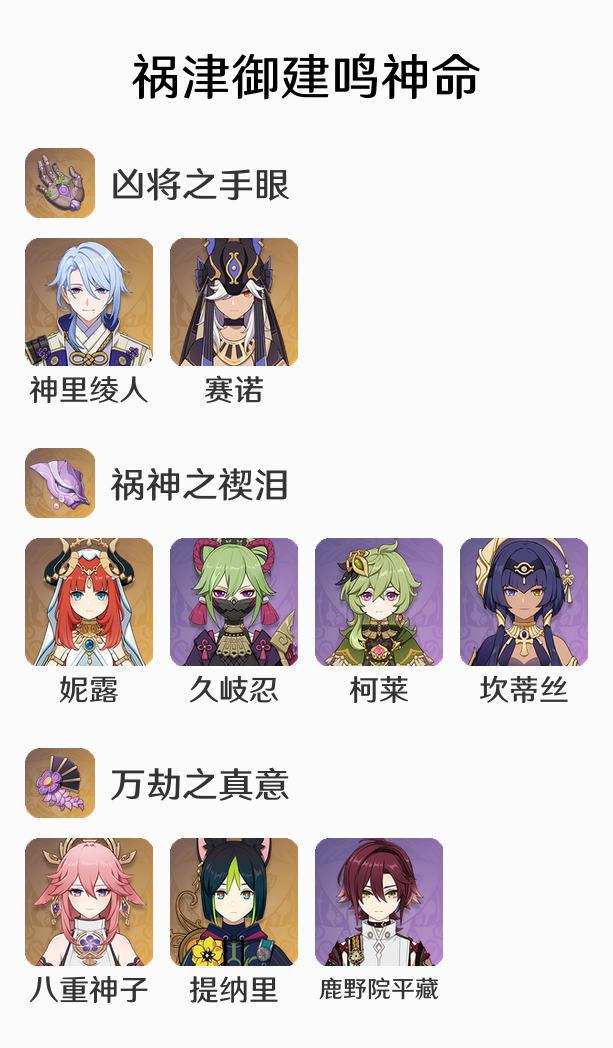 祸津御建鸣神命
凶将之手眼
神里绫人 赛诺
祸神之禊泪
妮露 久岐忍 柯莱 坎蒂丝
万劫之真意
八重神子 提纳里 鹿野院平藏